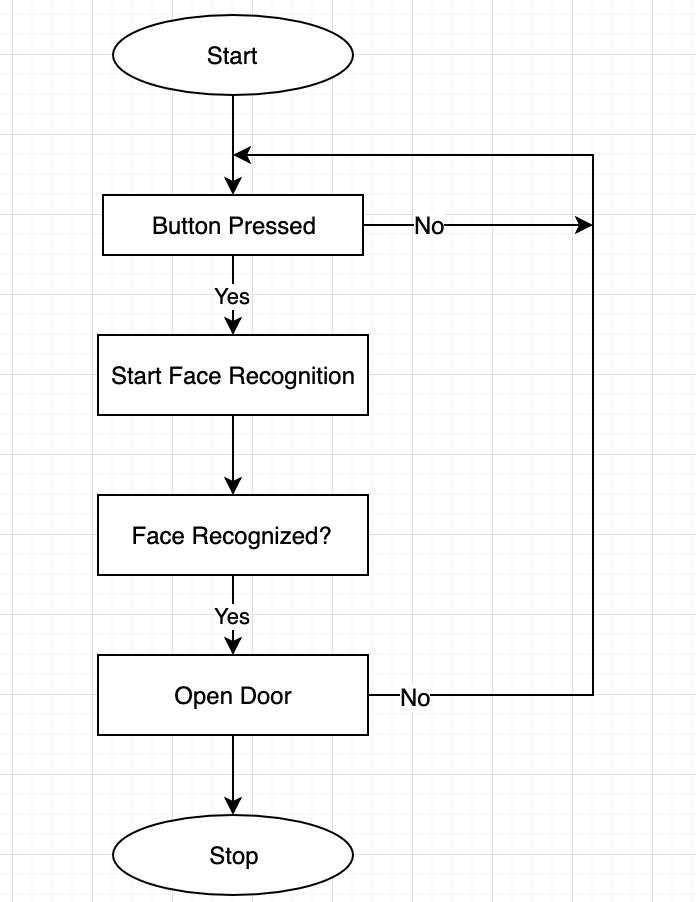 Start
Button Pressed
No
Yes
Start Face Recognition
Face Recognized?
Yes
Open Door
No
Stop